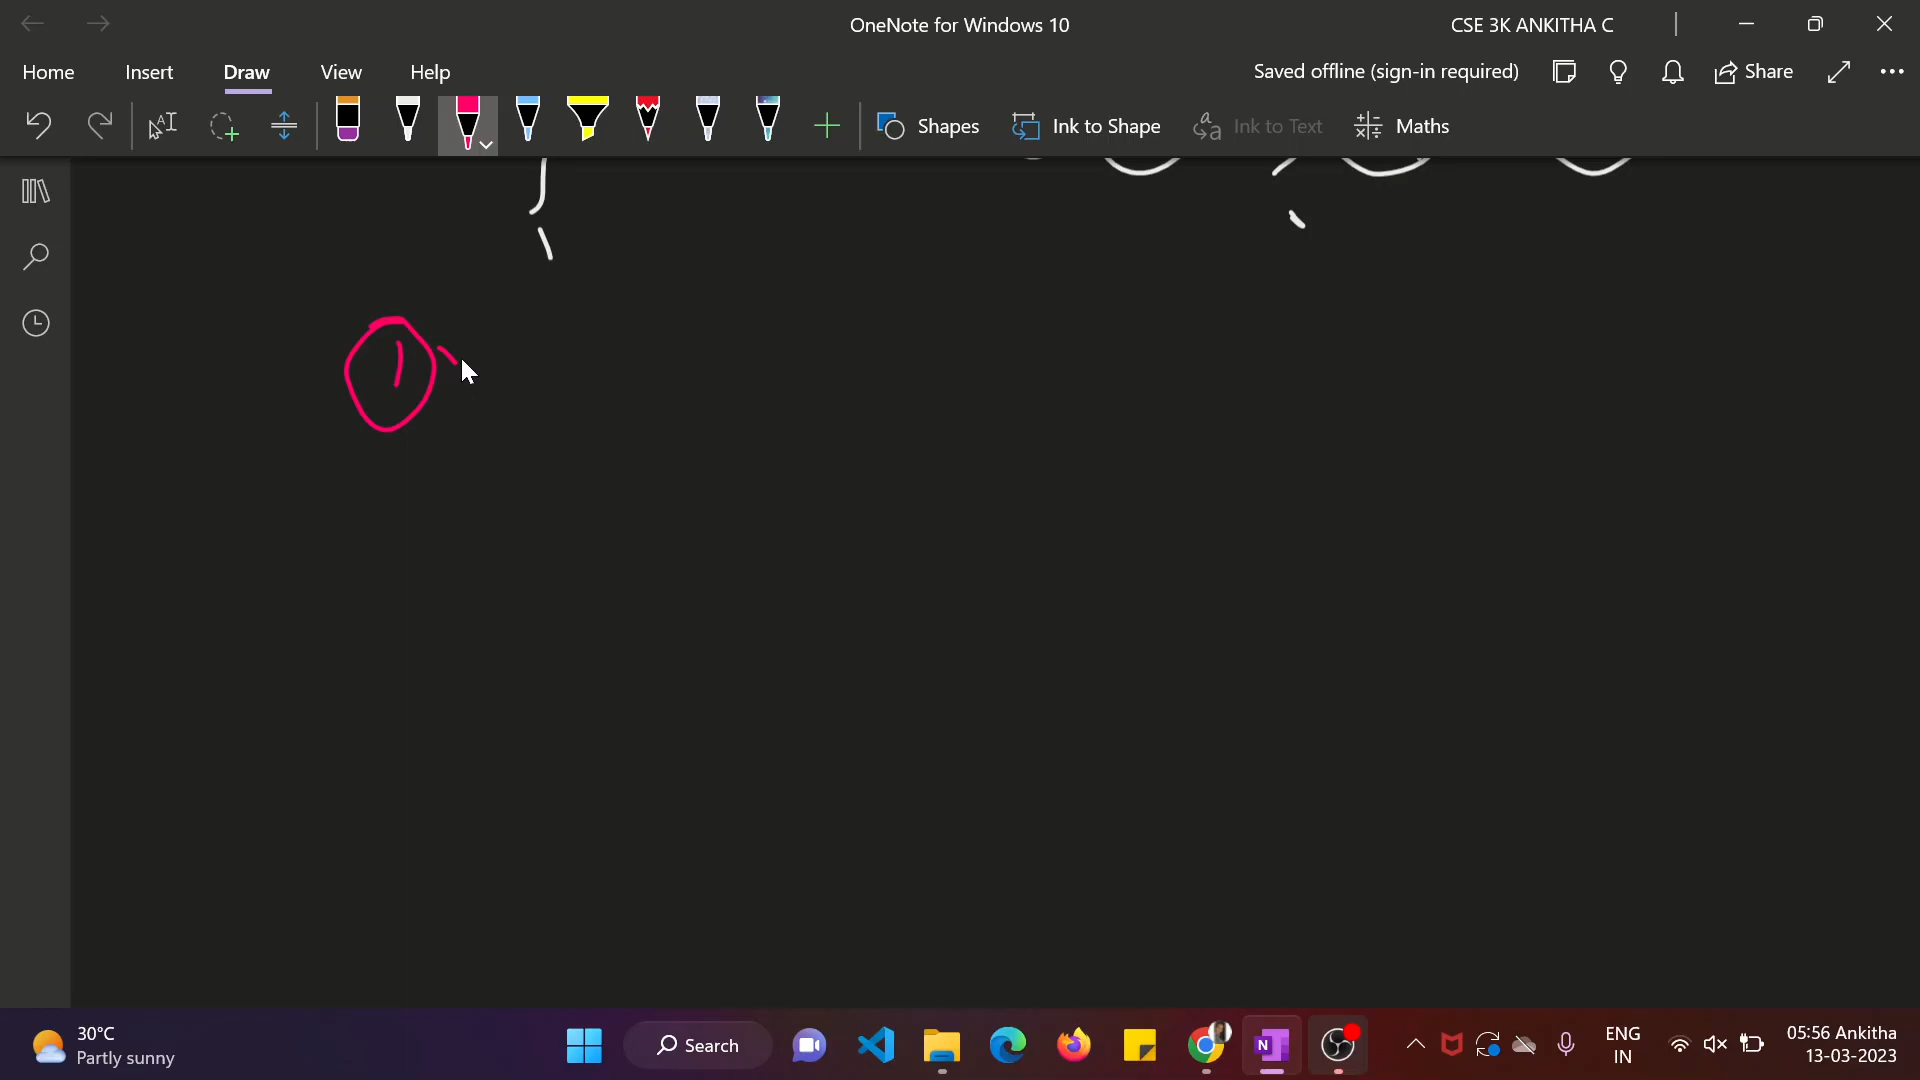 OneNote for Windows 10
CSE 3K ANKITHA C
Home Insert Draw View Help
Saved offline (sign-in required)
Share
Shapes
Ink to Shape
Ink to Text
Maths
1
30°C
Partly sunny
Search
ENG
IN
05:56 Ankitha
13-03-2023